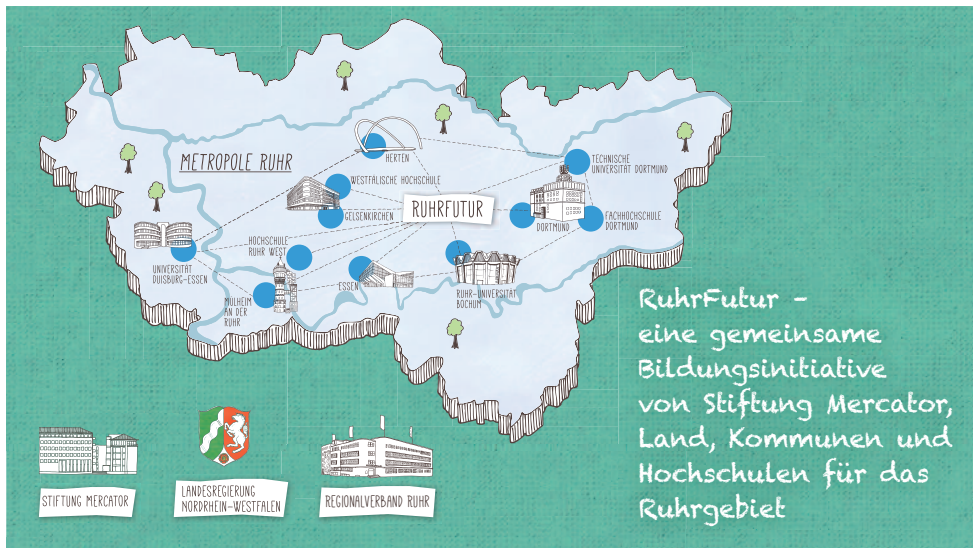 METROPOLE RUHR
HERTEN
WESTFÄLISCHE HOCHSCHULE
GELSENKIRCHEN
RUHRFUTUR
TECHNISCHE
UNIVERSITÄT DORTMUND
DORTMUND
FACHHOCHSCHULE
DORTMUND
HOCHSCHULE
RUHR WEST
UNIVERSITÄT
DUISBURG-ESSEN
MÜLHEIM
AN DER
RUHR
ESSEN
RUHR-UNIVERSITÄT
BOCHUM
RuhrFutur –
eine gemeinsame
Bildungsinitiative
von Stiftung Mercator,
Land, Kommunen und
Hochschulen für das
Ruhrgebiet
STIFTUNG MERCATOR
LANDESREGIERUNG
NORDRHEIN-WESTFALEN
REGIONALVERBAND RUHR